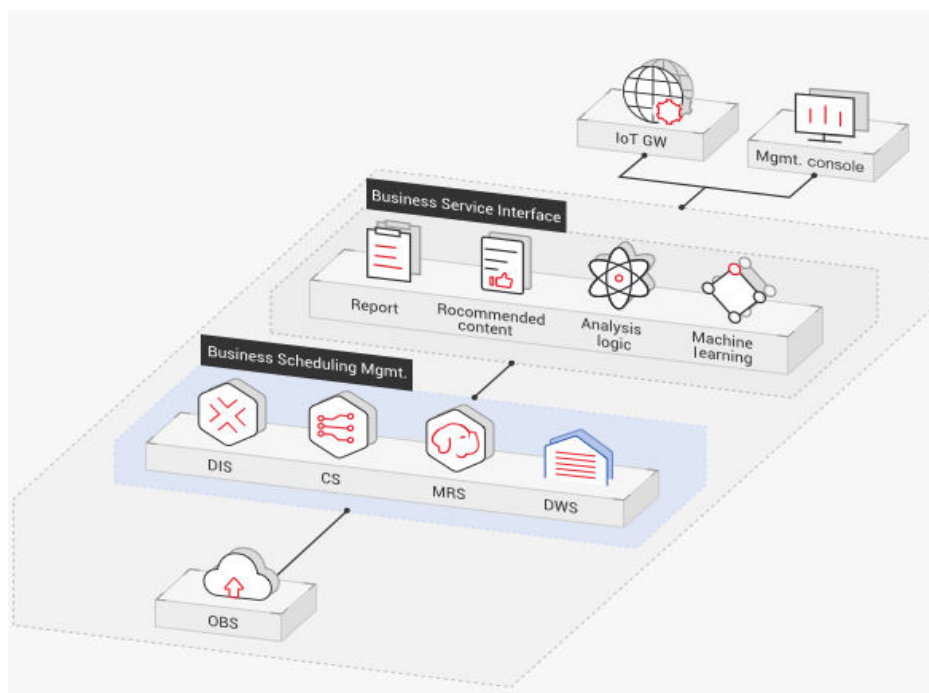 IoT GW
Mgmt. console
Business Service Interface
Report
Rocommended
content
Analysis
logic
Machine
learning
Business Scheduling Mgmt.
DIS
CS
MRS
DWS
OBS